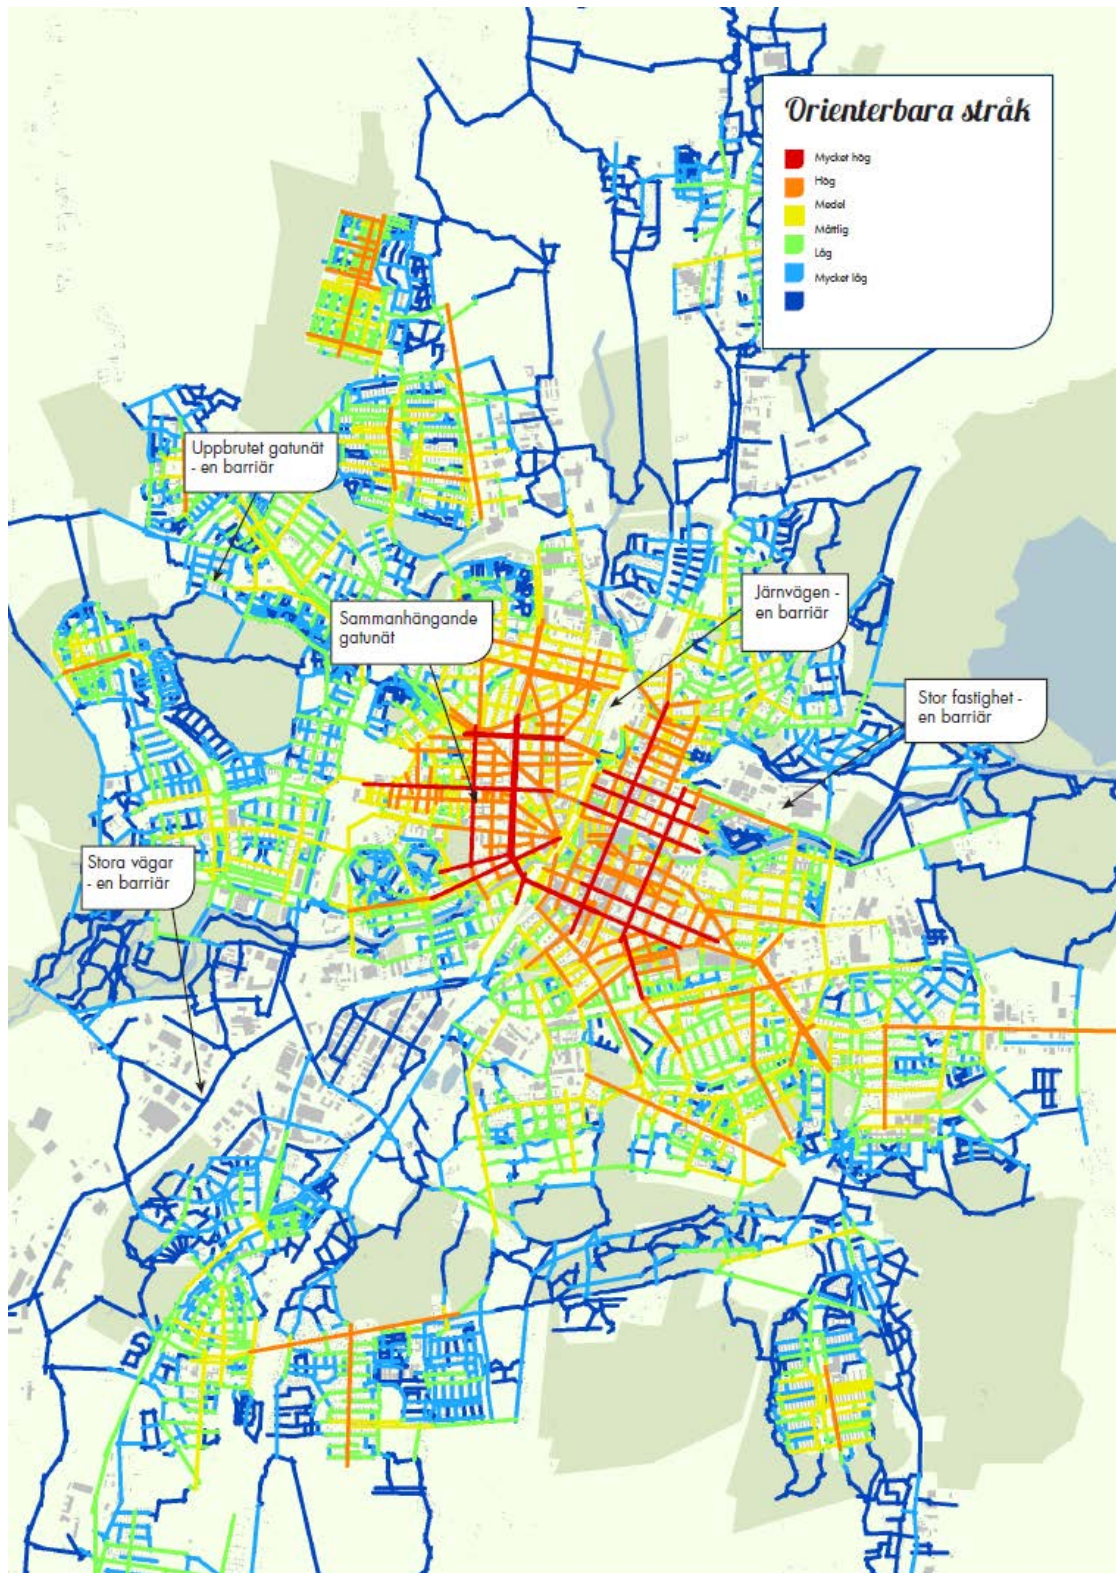 Orienterbara stråk
Mycket hög
Hög
Medel
Måttlig
Låg
Mycket låg
Uppbrutet gatunät
- en barriär
Sammanhängande
gatunät
Järnvägen -
en barriär
Stor fastighet -
en barriär
Stora vägar
- en barriär